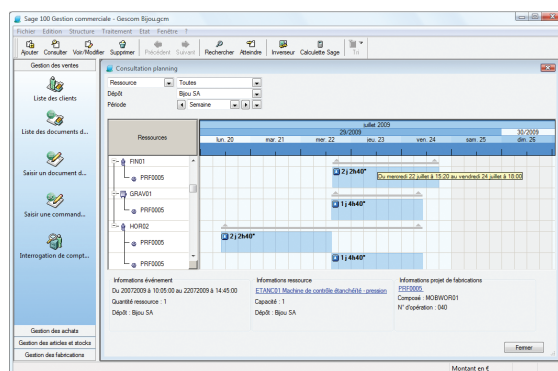 Sage 100 Gestion commerciale - Gescom Bijou.gcm
Fichier Edition Structure Traitement Etat Fenêtre ?
Ajouter Consulter Voir/Modifier Supprimer Précédent Suivant Rechercher Atteindre Inverseur Calculette Sage Tri
Gestion des ventes
Liste des clients
Liste des documents d...
Saisir un document d...
Saisir une command...
Interrogation de compt...
Gestion des achats
Gestion des articles et stocks
Gestion des fabrications
Consultation planning
Ressource Toutes
Dépôt Bijou SA
Période Semaine
Ressources
juillet 2009
29/2009 30/2009
lun. 20 mar. 21 mer. 22 jeu. 23 ven. 24 sam. 25 dim. 26
FIN01
PRF0005 2 j 2h40"
Du mercredi 22 juillet à 15:20 au vendredi 24 juillet à 18:00
GRAV01
PRF0005 1 j 4h40"
HOR02
PRF0005 2 j 2h40"
PRF0005 1 j 4h40"
Informations événement
Du 20072009 à 10:05:00 au 22072009 à 14:45:00
Quantité ressource : 1
Dépôt : Bijou SA
Informations ressource
ETANC01 Machine de contrôle étanchéité - pression
Capacité : 1
Dépôt : Bijou SA
Informations projet de fabrications
PRF0005
Composé : MOBWOR01
N° d'opération : 040
Fermer
Montant en €